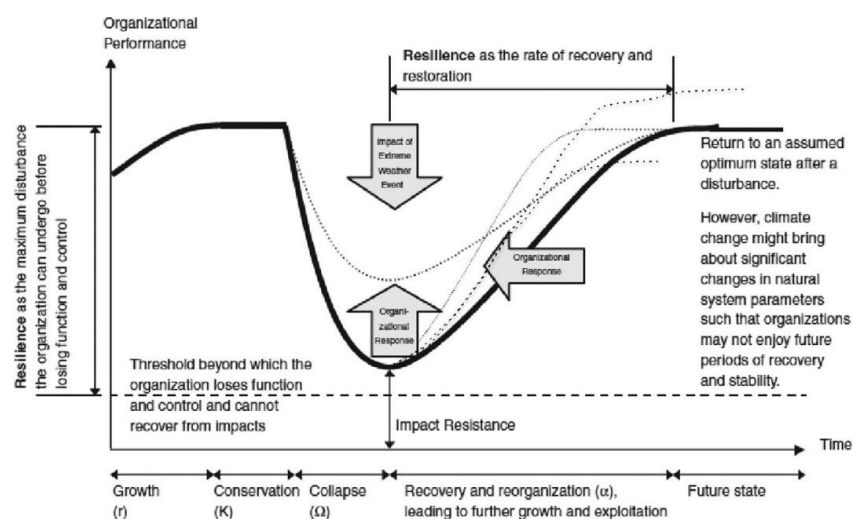 Organizational
Performance
Resilience as the rate of recovery and
restoration
Resilience as the maximum disturbance
the organization can undergo before
losing function and control
Impact of
Extreme
Weather
Event
Return to an assumed
optimum state after a
disturbance.
However, climate
change might bring
about significant
changes in natural
system parameters
such that organizations
may not enjoy future
periods of recovery
and stability.
Organizational
Response
Organi-
zational
Response
Threshold beyond which the
organization loses function
and control and cannot
recover from impacts
Impact Resistance
Time
Growth
(r)
Conservation
(K)
Collapse
(Ω)
Recovery and reorganization (α),
leading to further growth and exploitation
Future state